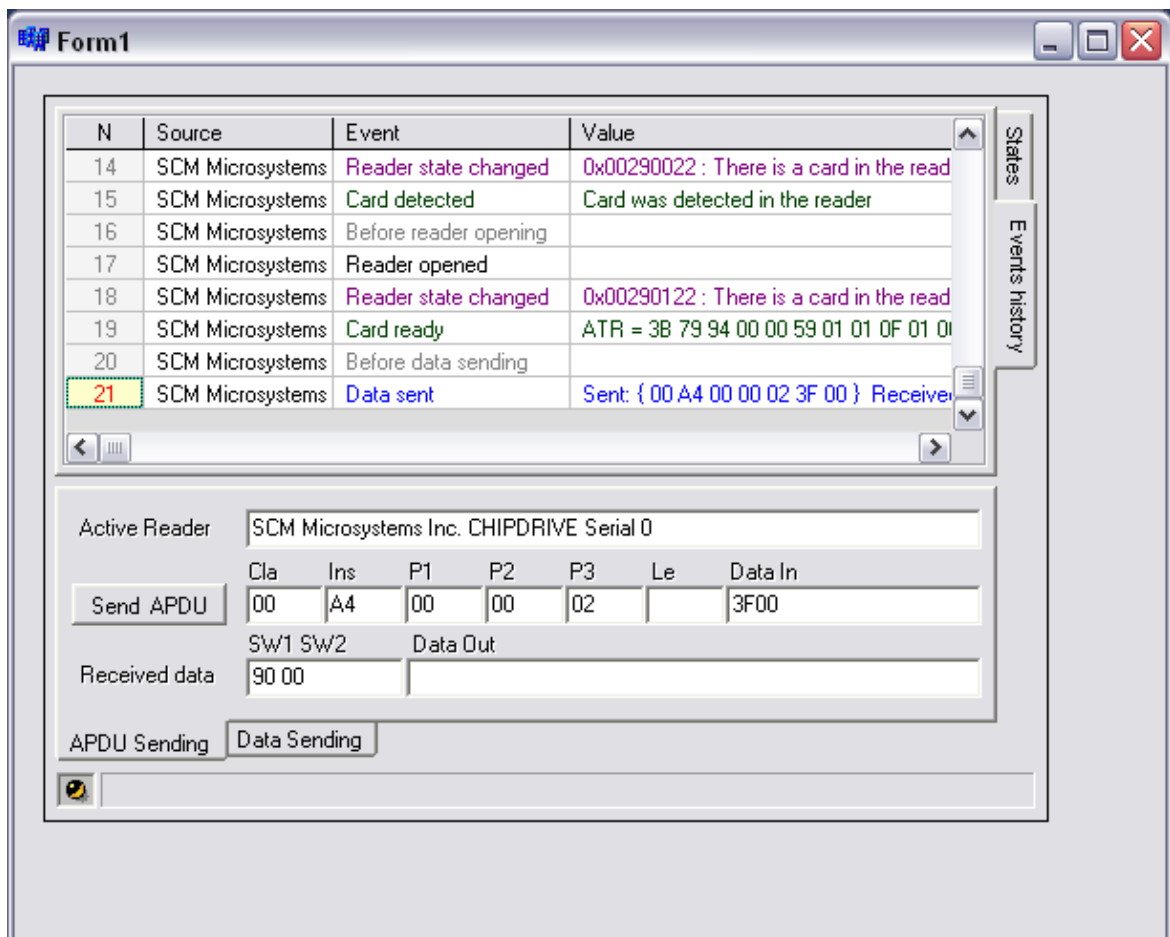 Form1
N Source Event Value
14 SCM Microsystems Reader state changed 0x00290022 : There is a card in the read
15 SCM Microsystems Card detected Card was detected in the reader
16 SCM Microsystems Before reader opening
17 SCM Microsystems Reader opened
18 SCM Microsystems Reader state changed 0x00290122 : There is a card in the read
19 SCM Microsystems Card ready ATR = 3B 79 94 00 00 59 01 01 0F 01 0
20 SCM Microsystems Before data sending
21 SCM Microsystems Data sent Sent: { 00 A4 00 00 02 3F 00 } Receive
States
Events history
Active Reader SCM Microsystems Inc. CHIPDRIVE Serial 0
Cla Ins P1 P2 P3 Le Data In
Send APDU 00 A4 00 00 02 3F00
SW1 SW2 Data Out
Received data 90 00
APDU Sending Data Sending